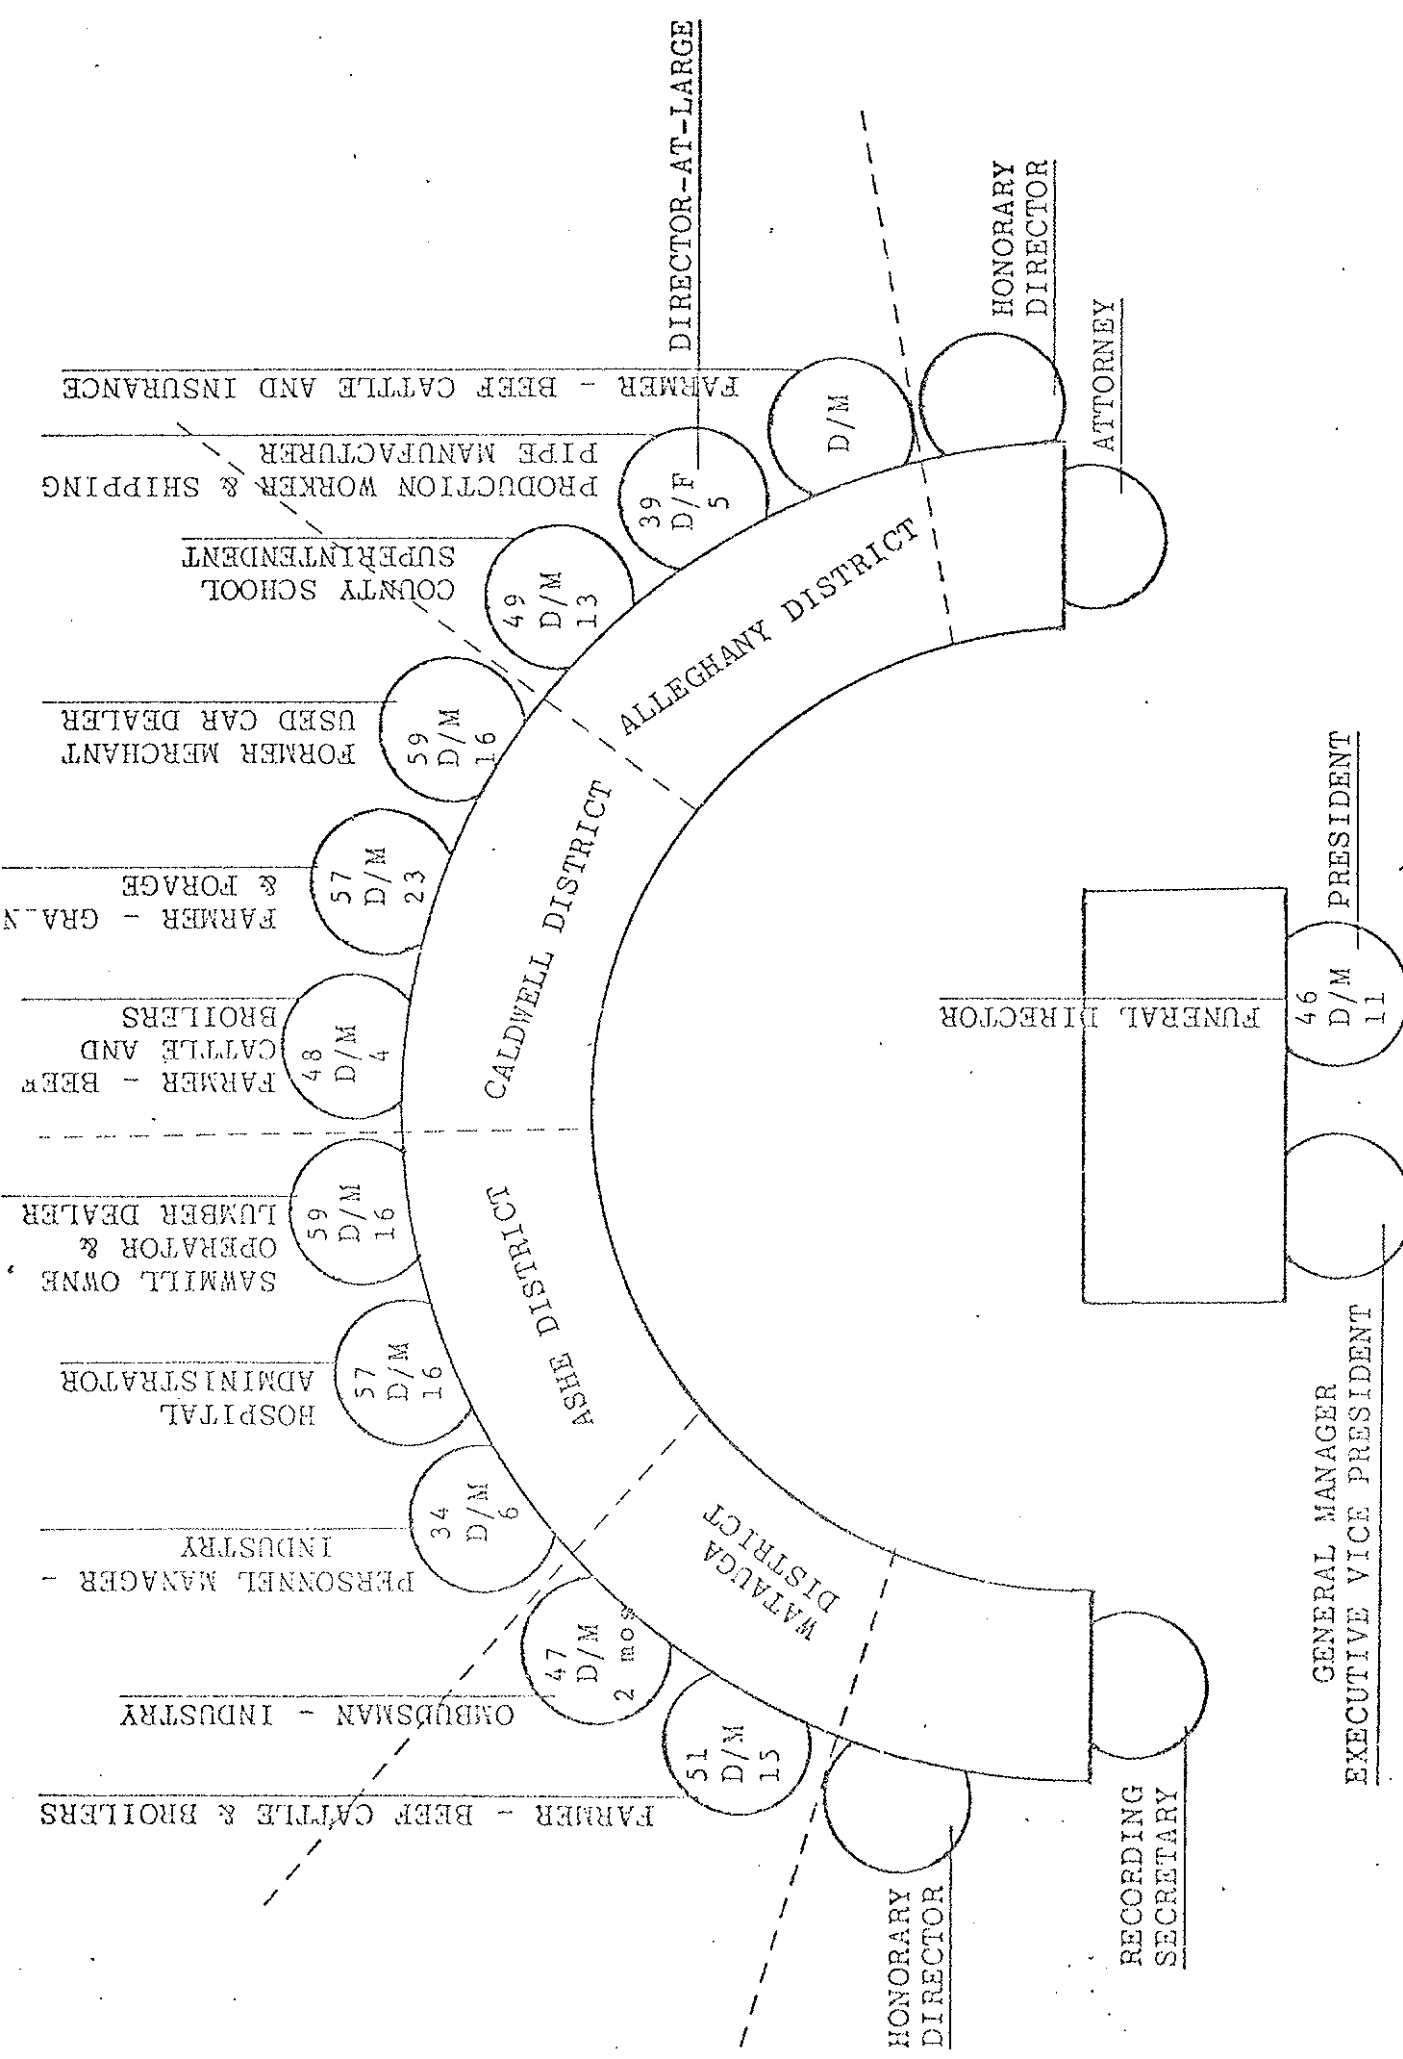 FARMER - BEEF CATTLE & BROILERS
OMBUDSMAN - INDUSTRY
PERSONNEL MANAGER -
INDUSTRY
HOSPITAL
ADMINISTRATOR
SAWMILL OWNE
OPERATOR &
LUMBER DEALER
FARMER - BEEF
CATTLE AND
BROILERS
FARMER - GRA_N
& FORAGE
FORMER MERCHANT
USED CAR DEALER
COUNTY SCHOOL
SUPERINTENDENT
PRODUCTION WORKER & SHIPPING
PIPE MANUFACTURER
FARMER - BEEF CATTLE AND INSURANCE
DIRECTOR-AT-LARGE
HONORARY
DIRECTOR
51
D/M
15
47
D/M
2 mos
34
D/M
6
57
D/M
16
59
D/M
16
48
D/M
4
57
D/M
23
59
D/M
16
49
D/M
13
39
D/F
5
D/M
HONORARY
DIRECTOR
WATAUGA
DISTRICT
ASHE DISTRICT
CALDWELL DISTRICT
ALLEGHANY DISTRICT
RECORDING
SECRETARY
ATTORNEY
FUNERAL DIRECTOR
46
D/M
11
PRESIDENT
GENERAL MANAGER
EXECUTIVE VICE PRESIDENT